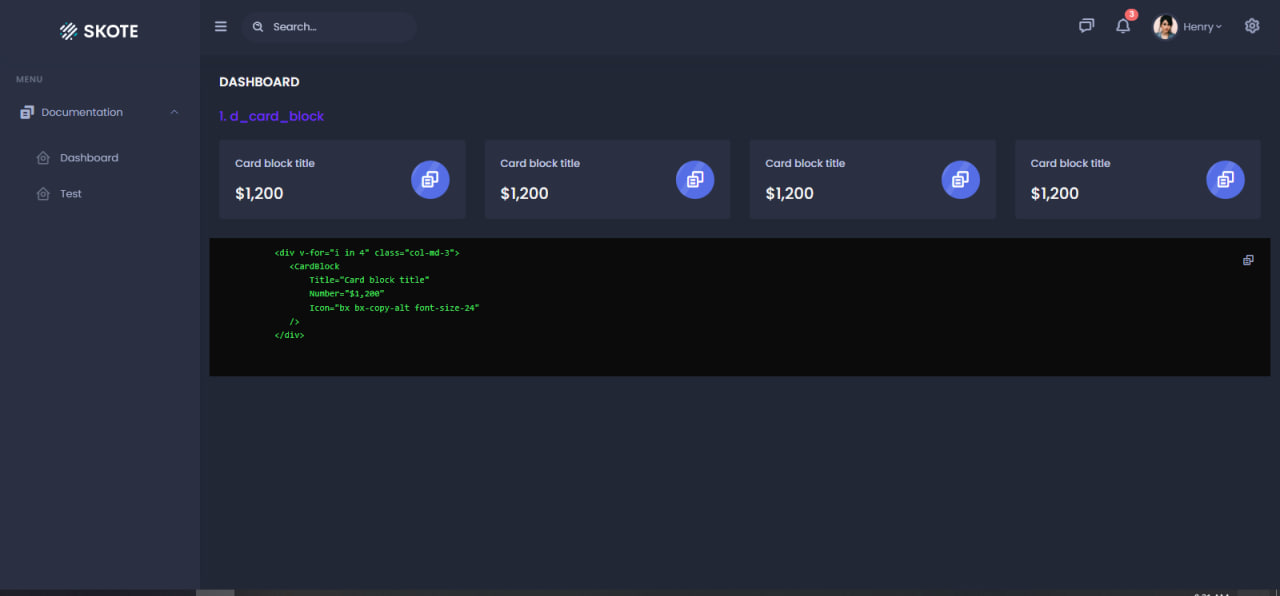 SKOTE
Search...
3
Henry
MENU
Documentation
Dashboard
Test
DASHBOARD
1. d_card_block
Card block title
$1,200
Card block title
$1,200
Card block title
$1,200
Card block title
$1,200
<div v-for="i in 4" class="col-md-3">
<CardBlock
Title="Card block title"
Number="$1,200"
Icon="bx bx-copy-alt font-size-24"
/>
</div>